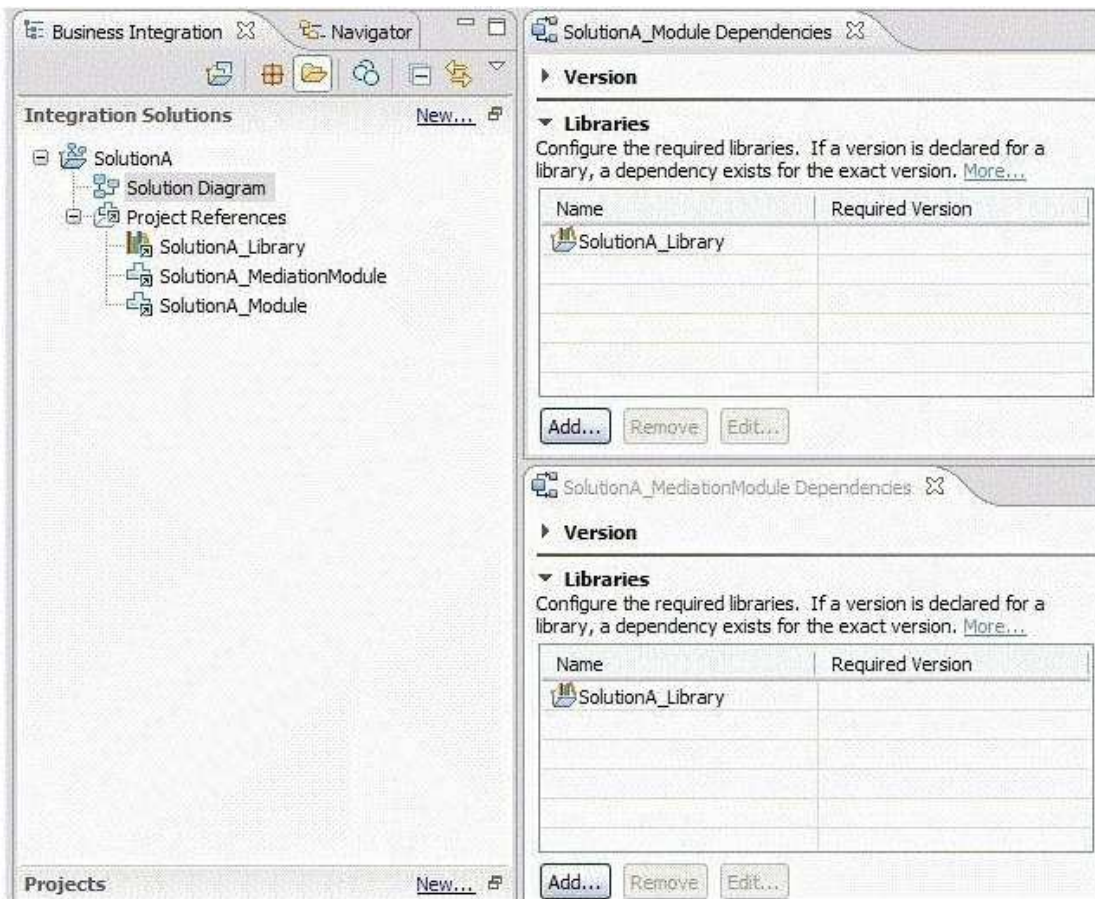 Business Integration
Navigator
Integration Solutions
New...
SolutionA
Solution Diagram
Project References
SolutionA_Library
SolutionA_MediationModule
SolutionA_Module
Projects
New...
SolutionA_Module Dependencies
Version
Libraries
Configure the required libraries. If a version is declared for a
library, a dependency exists for the exact version. More...
Name Required Version
SolutionA_Library
Add... Remove Edit...
SolutionA_MediationModule Dependencies
Version
Libraries
Configure the required libraries. If a version is declared for a
library, a dependency exists for the exact version. More...
Name Required Version
SolutionA_Library
Add... Remove Edit...